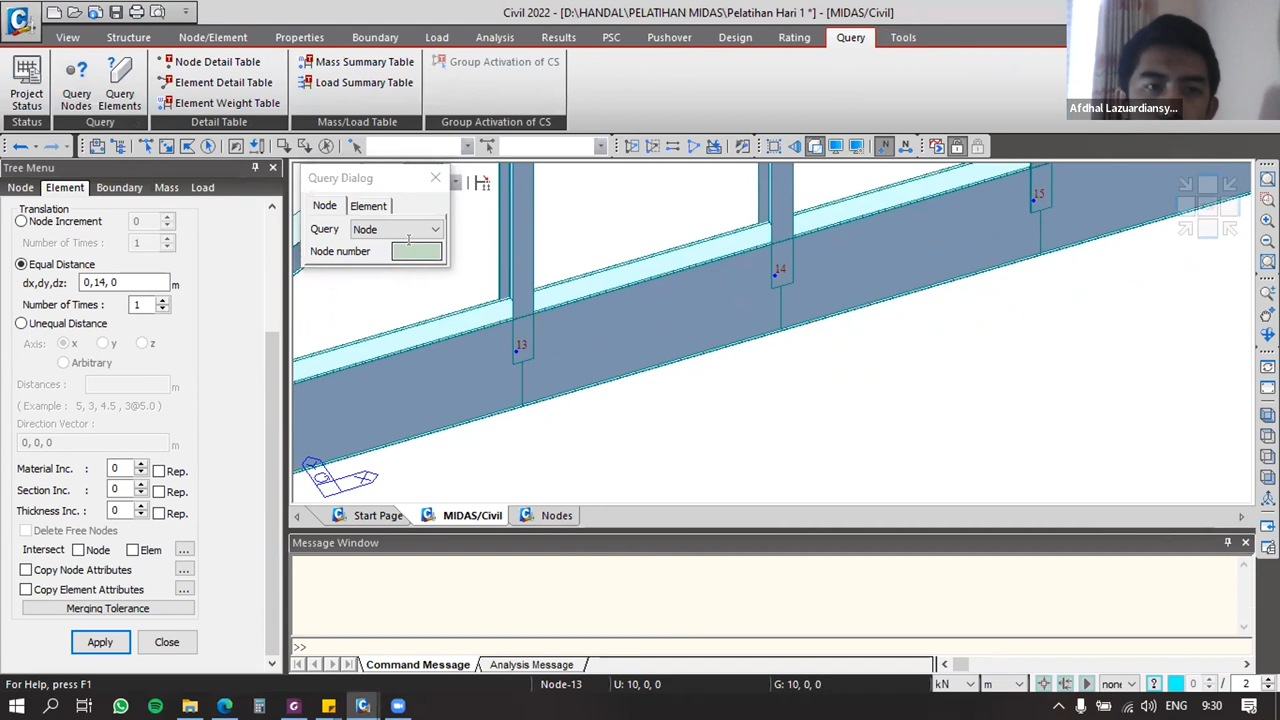 Civil 2022 - [D:\HANDAL\PELATIHAN MIDAS\Pelatihan Hari 1 *] - [MIDAS/Civil]
View Structure Node/Element Properties Boundary Load Analysis Results PSC Pushover Design Rating Query Tools
Project Status
Query Nodes
Query Elements
Node Detail Table
Element Detail Table
Element Weight Table
Mass Summary Table
Load Summary Table
Group Activation of CS
Status Query Detail Table Mass/Load Table Group Activation of CS
Afdhal Lazuardiansy...
Tree Menu
Node Element Boundary Mass Load
Translation
Node Increment 0
Number of Times : 1
Equal Distance
dx,dy,dz: 0,14, 0 m
Number of Times : 1
Unequal Distance
Axis: x y z
Arbitrary
Distances : m
( Example : 5, 3, 4.5 , 3@5.0 )
Direction Vector :
0, 0, 0 m
Material Inc. : 0 Rep.
Section Inc. : 0 Rep.
Thickness Inc. : 0 Rep.
Delete Free Nodes
Intersect Node Elem ...
Copy Node Attributes ...
Copy Element Attributes ...
Merging Tolerance
Apply Close
Query Dialog
Node Element
Query Node
Node number
13
14
15
Start Page MIDAS/Civil Nodes
Message Window
>>
Command Message Analysis Message
For Help, press F1 Node-13 U: 10, 0, 0 G: 10, 0, 0 kN m none 0 / 2
ENG 9:30